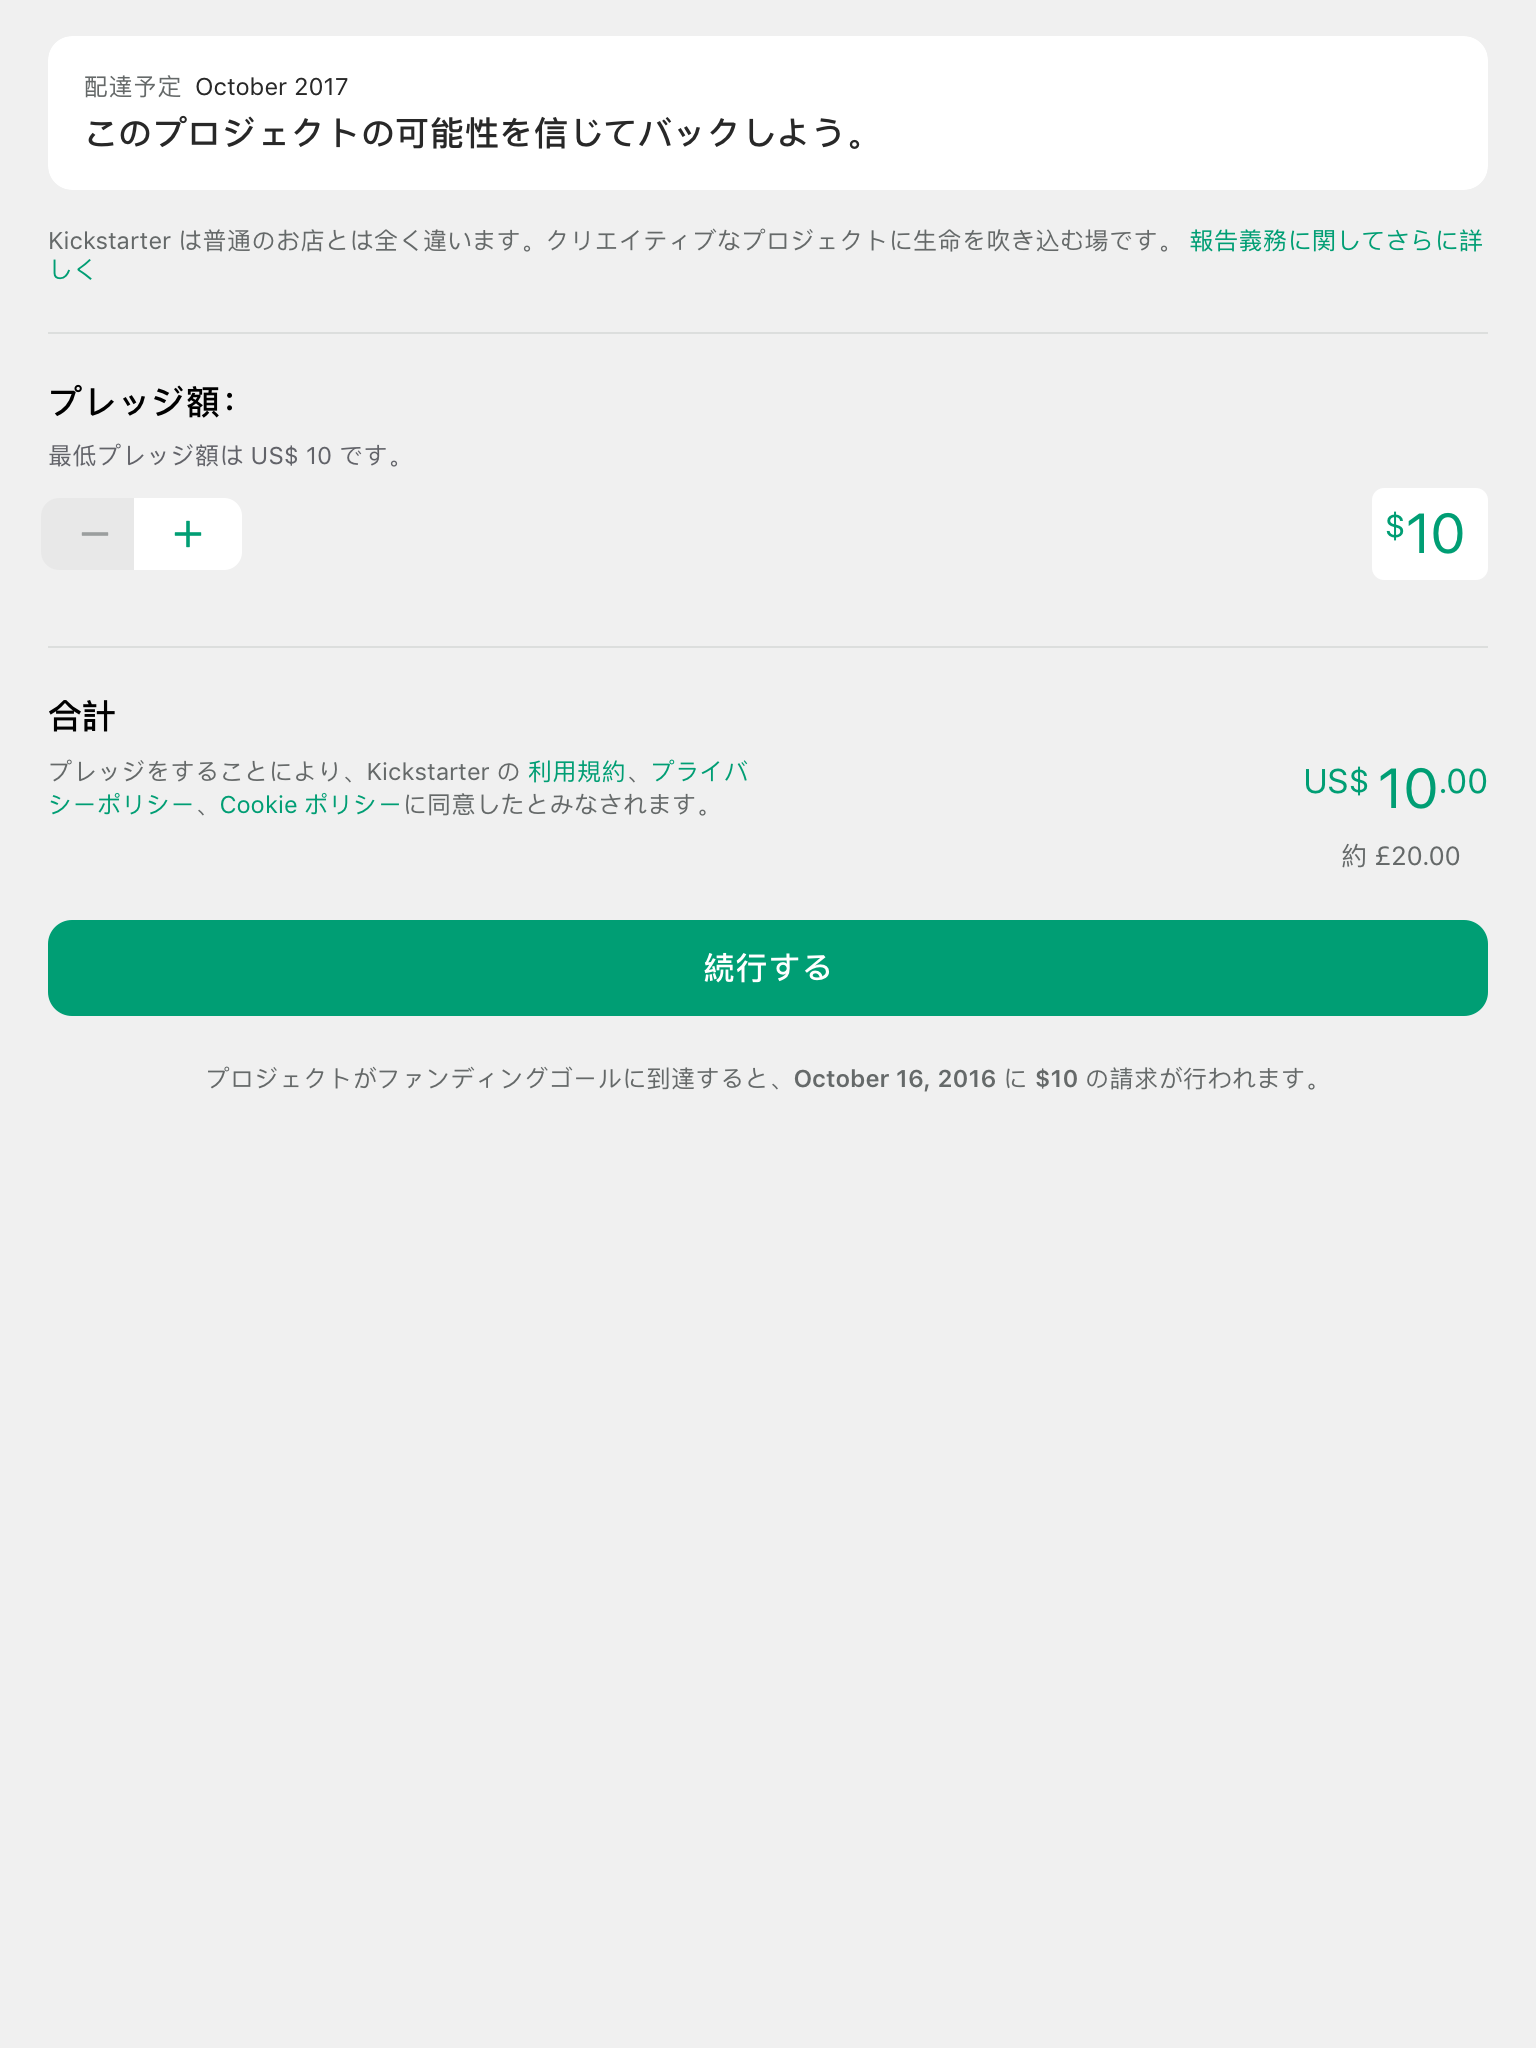 配達予定 October 2017
このプロジェクトの可能性を信じてバックしよう。
Kickstarter は普通のお店とは全く違います。クリエイティブなプロジェクトに生命を吹き込む場です。 報告義務に関してさらに詳
しく
プレッジ額：
最低プレッジ額は US$ 10 です。
− + $10
合計
プレッジをすることにより、Kickstarter の 利用規約、プライバ
シーポリシー、Cookie ポリシーに同意したとみなされます。
US$ 10.00
約 £20.00
続行する
プロジェクトがファンディングゴールに到達すると、October 16, 2016 に $10 の請求が行われます。